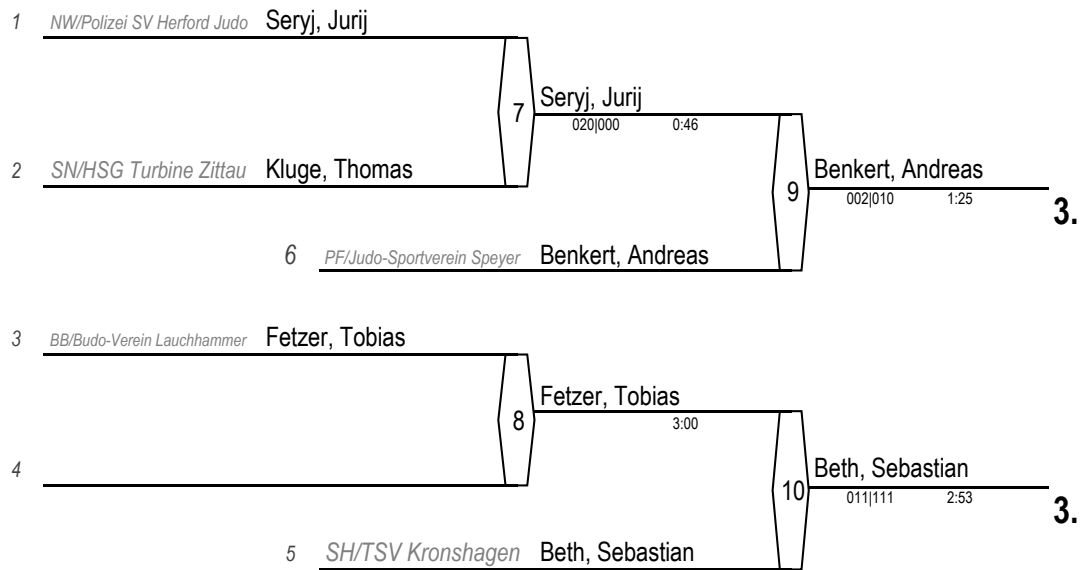 1 NW/Polizei SV Herford Judo Seryj, Jurij
7 Seryj, Jurij
020|000 0:46
2 SN/HSG Turbine Zittau Kluge, Thomas
9 Benkert, Andreas
002|010 1:25
3.
6 PF/Judo-Sportverein Speyer Benkert, Andreas
3 BB/Budo-Verein Lauchhammer Fetzer, Tobias
8 Fetzer, Tobias
3:00
4
10 Beth, Sebastian
011|111 2:53
3.
5 SH/TSV Kronshagen Beth, Sebastian